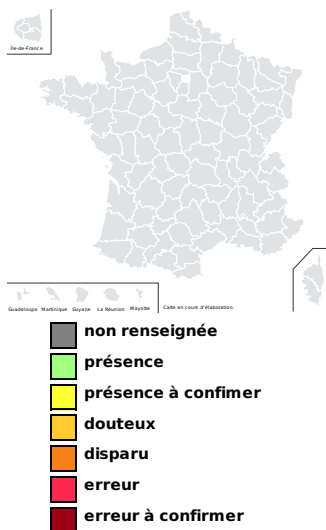 Île-de-France
Guadeloupe Martinique Guyane La Réunion Mayotte Carte en cours d'élaboration.
non renseignée
présence
présence à confimer
douteux
disparu
erreur
erreur à confirmer